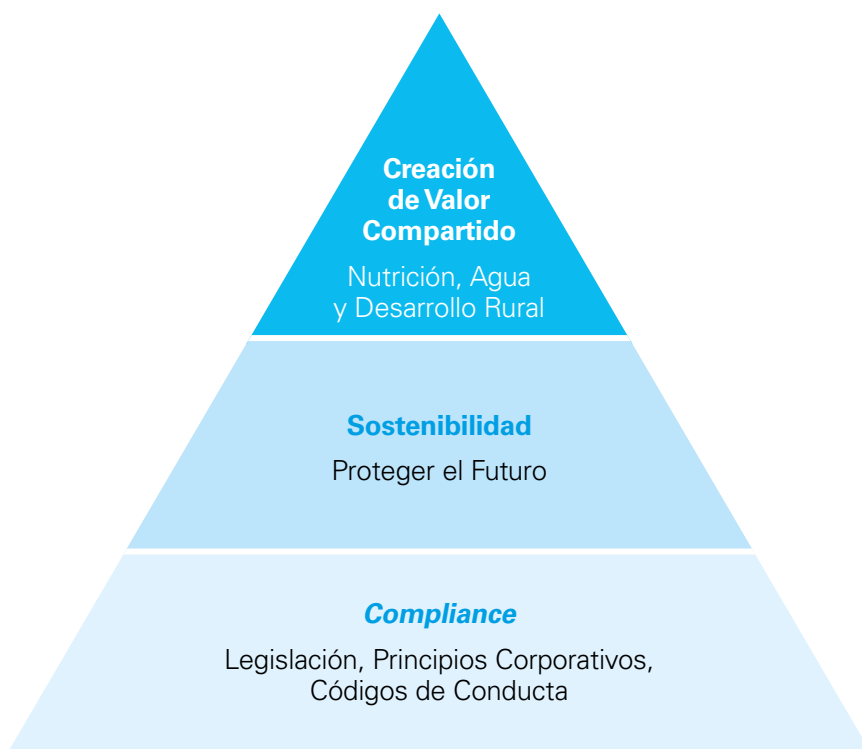 Creación
de Valor
Compartido
Nutrición, Agua
y Desarrollo Rural
Sostenibilidad
Proteger el Futuro
Compliance
Legislación, Principios Corporativos,
Códigos de Conducta